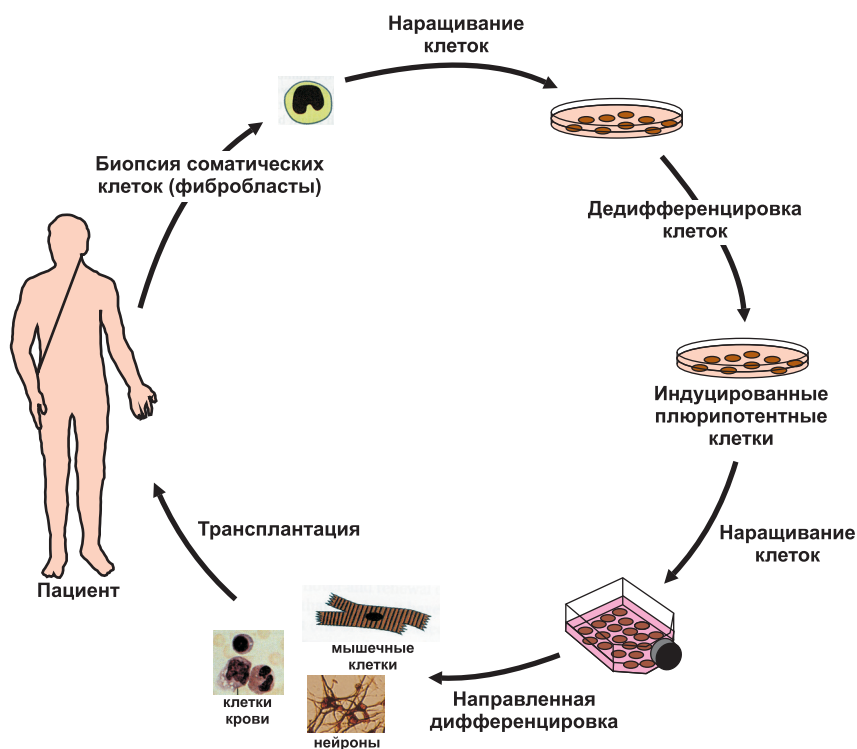 Наращивание
клеток
Биопсия соматических
клеток (фибробласты)
Дедифференцировка
клеток
Индуцированные
плюрипотентные
клетки
Наращивание
клеток
Направленная
дифференцировка
мышечные
клетки
клетки
крови
нейроны
Трансплантация
Пациент